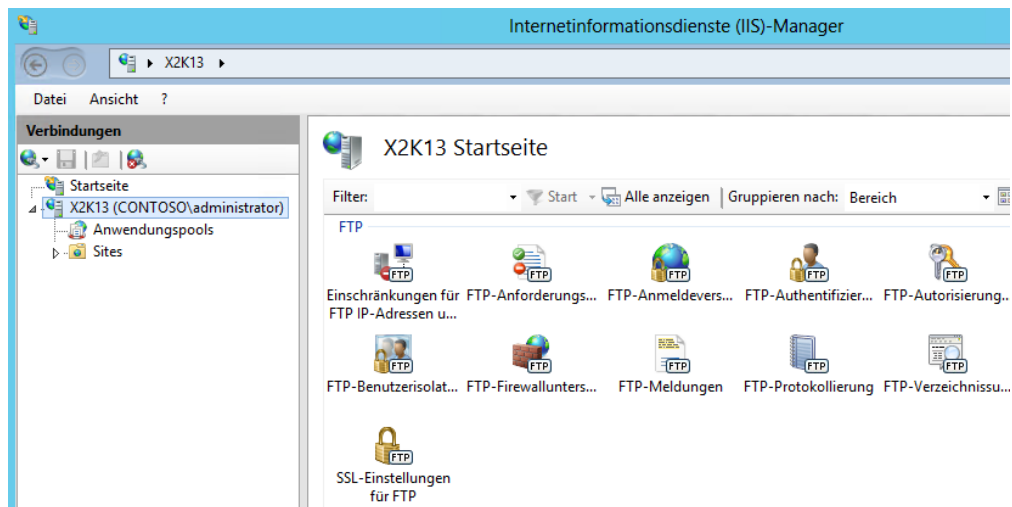 Internetinformationsdienste (IIS)-Manager
X2K13
Datei Ansicht ?
Verbindungen
Startseite
X2K13 (CONTOSO\administrator)
Anwendungspools
Sites
X2K13 Startseite
Filter: Start Alle anzeigen Gruppieren nach: Bereich
FTP
FTP FTP FTP FTP FTP
Einschränkungen für FTP-Anforderungs... FTP-Anmeldevers... FTP-Authentifizier... FTP-Autorisierung...
FTP IP-Adressen u...
FTP FTP FTP FTP FTP
FTP-Benutzerisolat... FTP-Firewallunters... FTP-Meldungen FTP-Protokollierung FTP-Verzeichnissu...
FTP
SSL-Einstellungen
für FTP